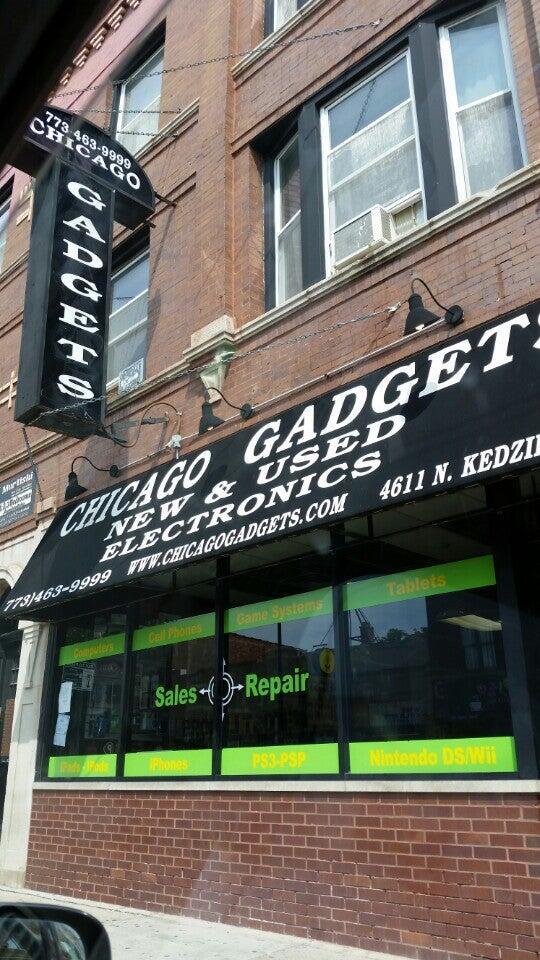 773 463-9999
CHICAGO
GADGETS
CHICAGO GADGETS
NEW & USED
ELECTRONICS
773)463-9999 WWW.CHICAGOGADGETS.COM 4611 N. KEDZIE
Computers
Cell Phones
Game Systems
Tablets
Sales Repair
iPads - iPods
iPhones
PS3-PSP
Nintendo DS/Wii